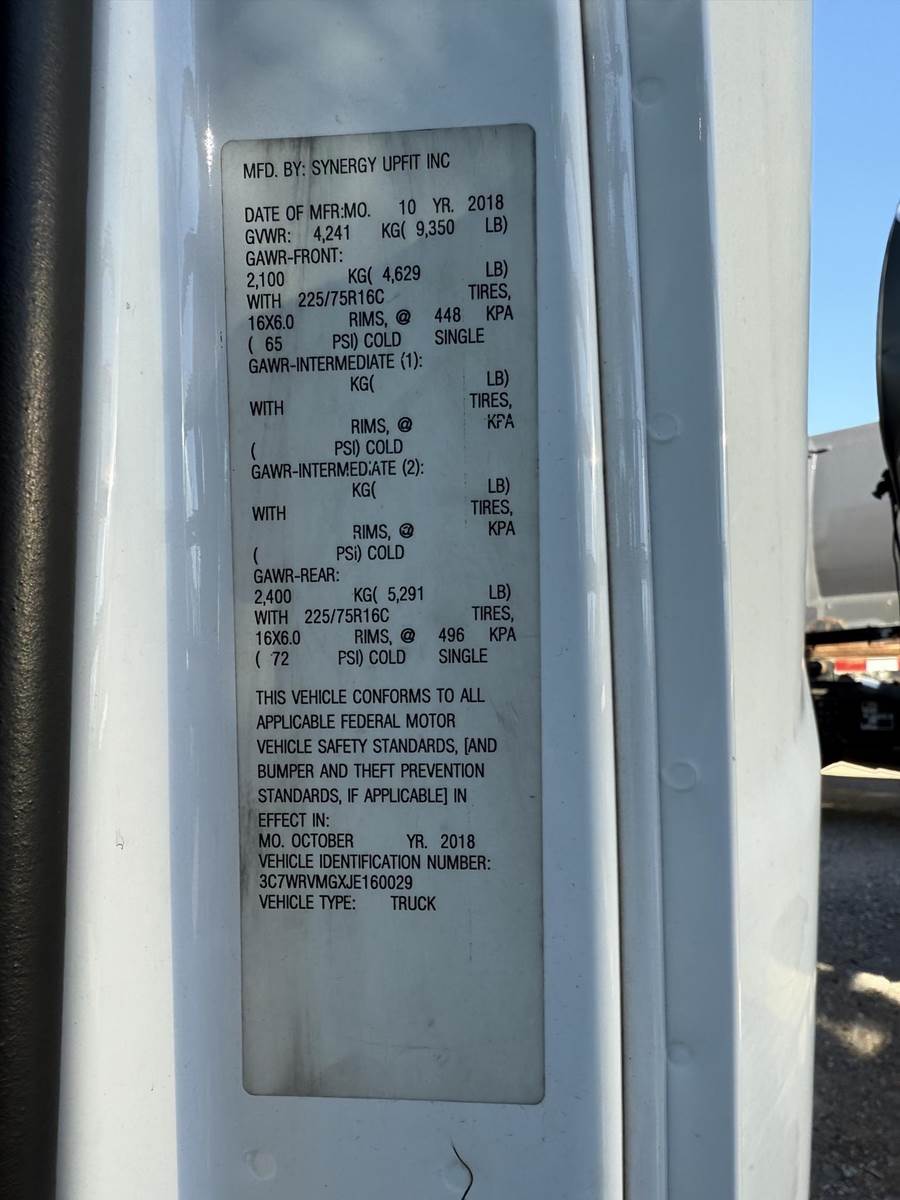 MFD. BY: SYNERGY UPFIT INC
DATE OF MFR:MO. 10 YR. 2018
GVWR: 4,241 KG( 9,350 LB)
GAWR-FRONT:
2,100 KG( 4,629 LB)
WITH 225/75R16C TIRES,
16X6.0 RIMS, @ 448 KPA
( 65 PSI) COLD SINGLE
GAWR-INTERMEDIATE (1):
KG( LB)
WITH TIRES,
RIMS, @ KPA
( PSI) COLD
GAWR-INTERMEDIATE (2):
KG( LB)
WITH TIRES,
RIMS, @ KPA
( PSI) COLD
GAWR-REAR:
2,400 KG( 5,291 LB)
WITH 225/75R16C TIRES,
16X6.0 RIMS, @ 496 KPA
( 72 PSI) COLD SINGLE
THIS VEHICLE CONFORMS TO ALL
APPLICABLE FEDERAL MOTOR
VEHICLE SAFETY STANDARDS, [AND
BUMPER AND THEFT PREVENTION
STANDARDS, IF APPLICABLE] IN
EFFECT IN:
MO. OCTOBER YR. 2018
VEHICLE IDENTIFICATION NUMBER:
3C7WRVMGXJE160029
VEHICLE TYPE: TRUCK